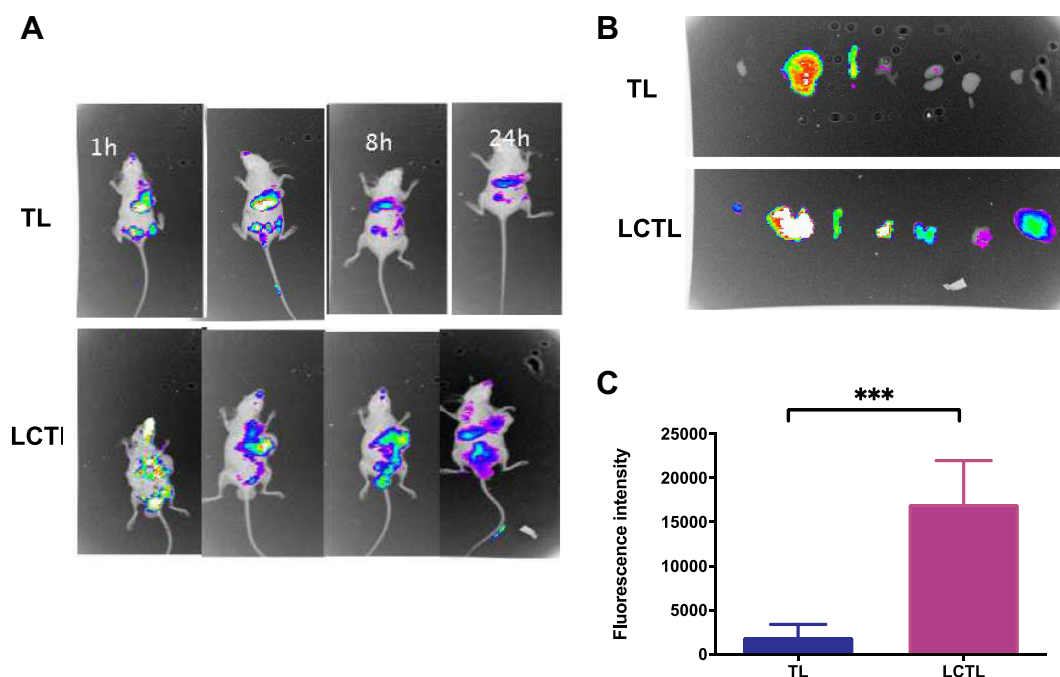 A
B
TL
1h
8h
24h
TL
LCTL
LCTl
C
***
Fluorescence intensity
25000
20000
15000
10000
5000
0
TL
LCTL